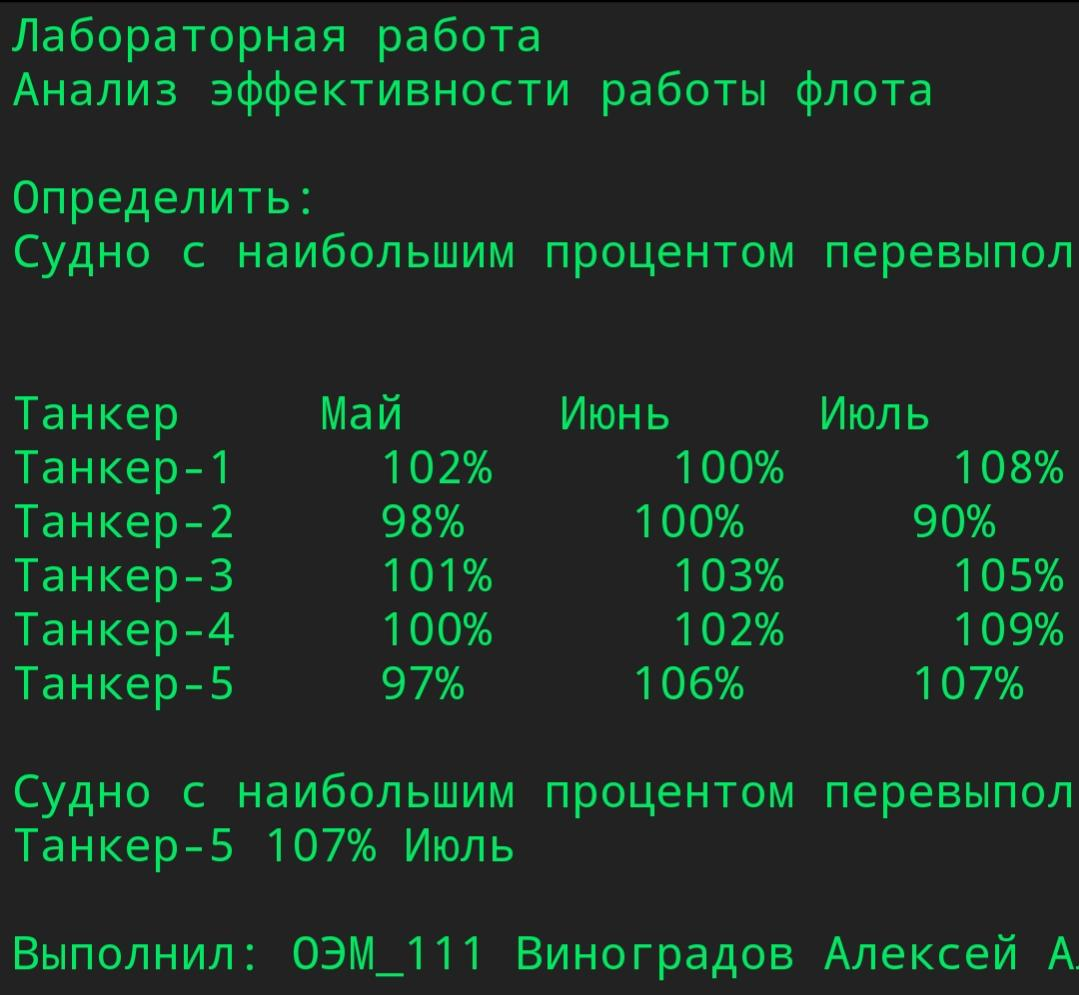 Лабораторная работа
Анализ эффективности работы флота
Определить:
Судно с наибольшим процентом перевыпол
Танкер Май Июнь Июль
Танкер-1 102% 100% 108%
Танкер-2 98% 100% 90%
Танкер-3 101% 103% 105%
Танкер-4 100% 102% 109%
Танкер-5 97% 106% 107%
Судно с наибольшим процентом перевыпол
Танкер-5 107% Июль
Выполнил: ОЭМ_111 Виноградов Алексей